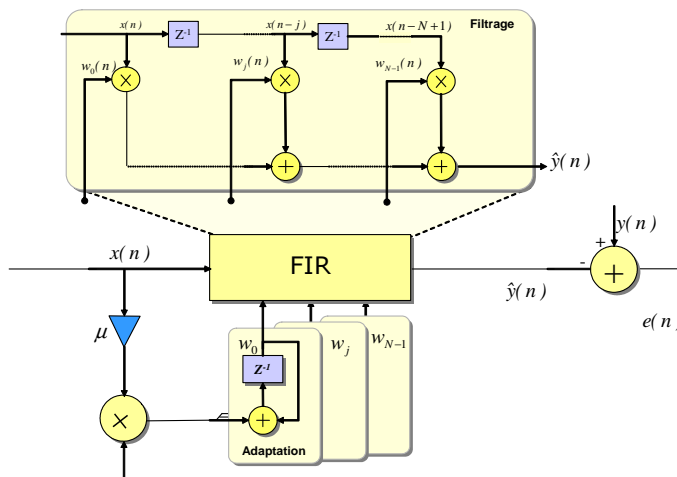 x(n)
Z-1
x(n-j)
Z-1
x(n-N+1)
Filtrage
w0(n)
×
wj(n)
×
wN-1(n)
×
+
+
ŷ(n)
x(n)
FIR
+
y(n)
-
+
ŷ(n)
e(n)
μ
w0
wj
wN-1
Z-1
×
+
Adaptation